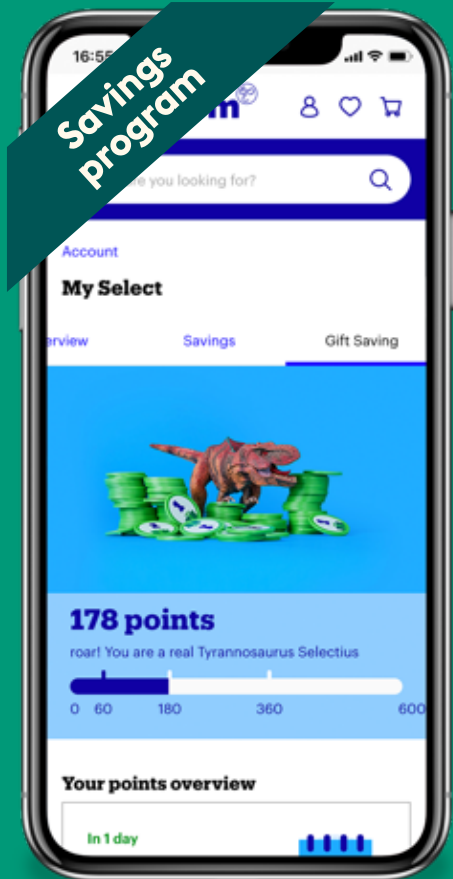 Savings
program
16:55
m
are you looking for?
Account
My Select
erview
Savings
Gift Saving
178 points
roar! You are a real Tyrannosaurus Selectius
0 60 180 360 600
Your points overview
In 1 day